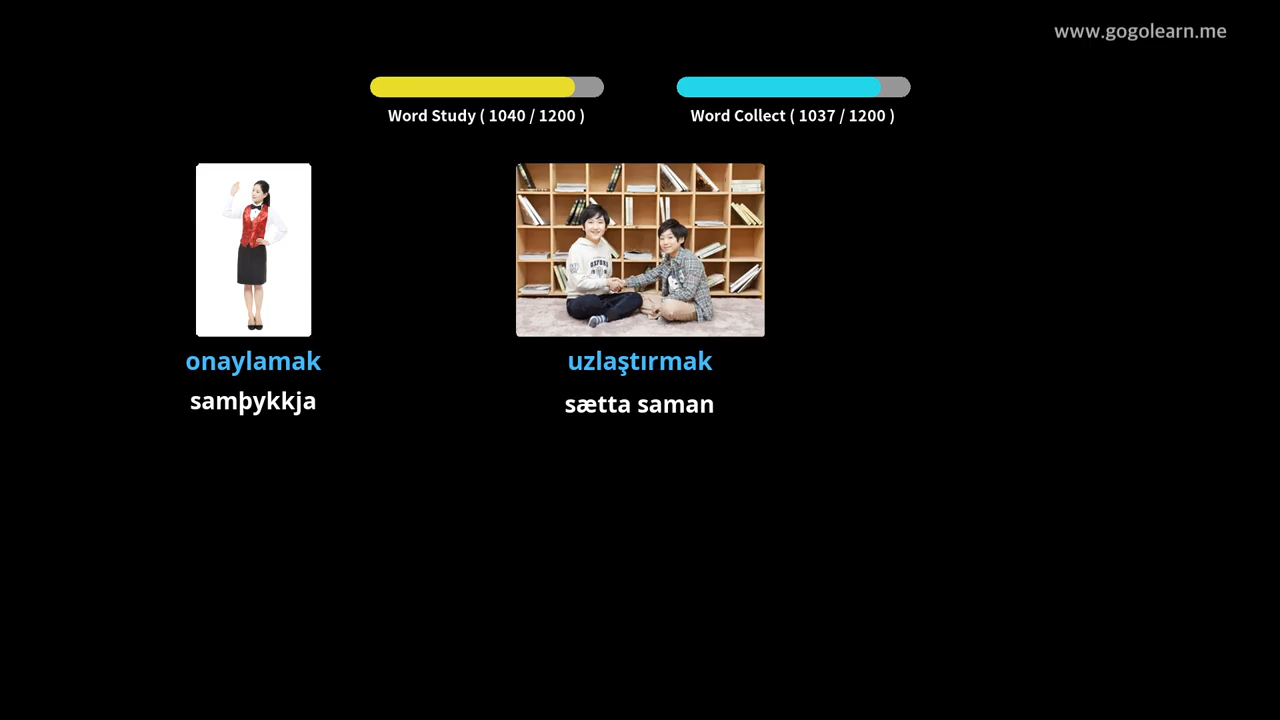 www.gogolearn.me
Word Study ( 1040 / 1200 )
Word Collect ( 1037 / 1200 )
onaylamak
samþykkja
uzlaştırmak
sætta saman